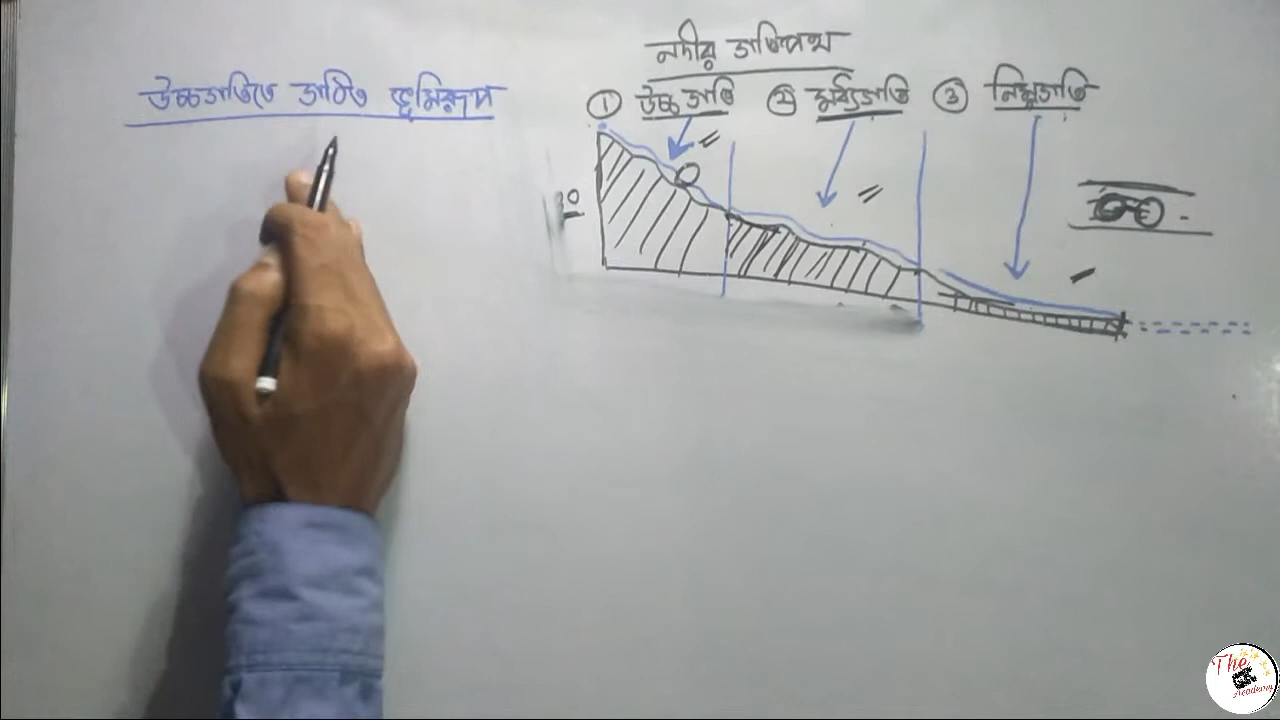 উচ্চগতিতে গঠিত ভূমিরূপ
নদীর গতিপথ
① উচ্চগতি ② মধ্যগতি ③ নিম্নগতি
The
Academy